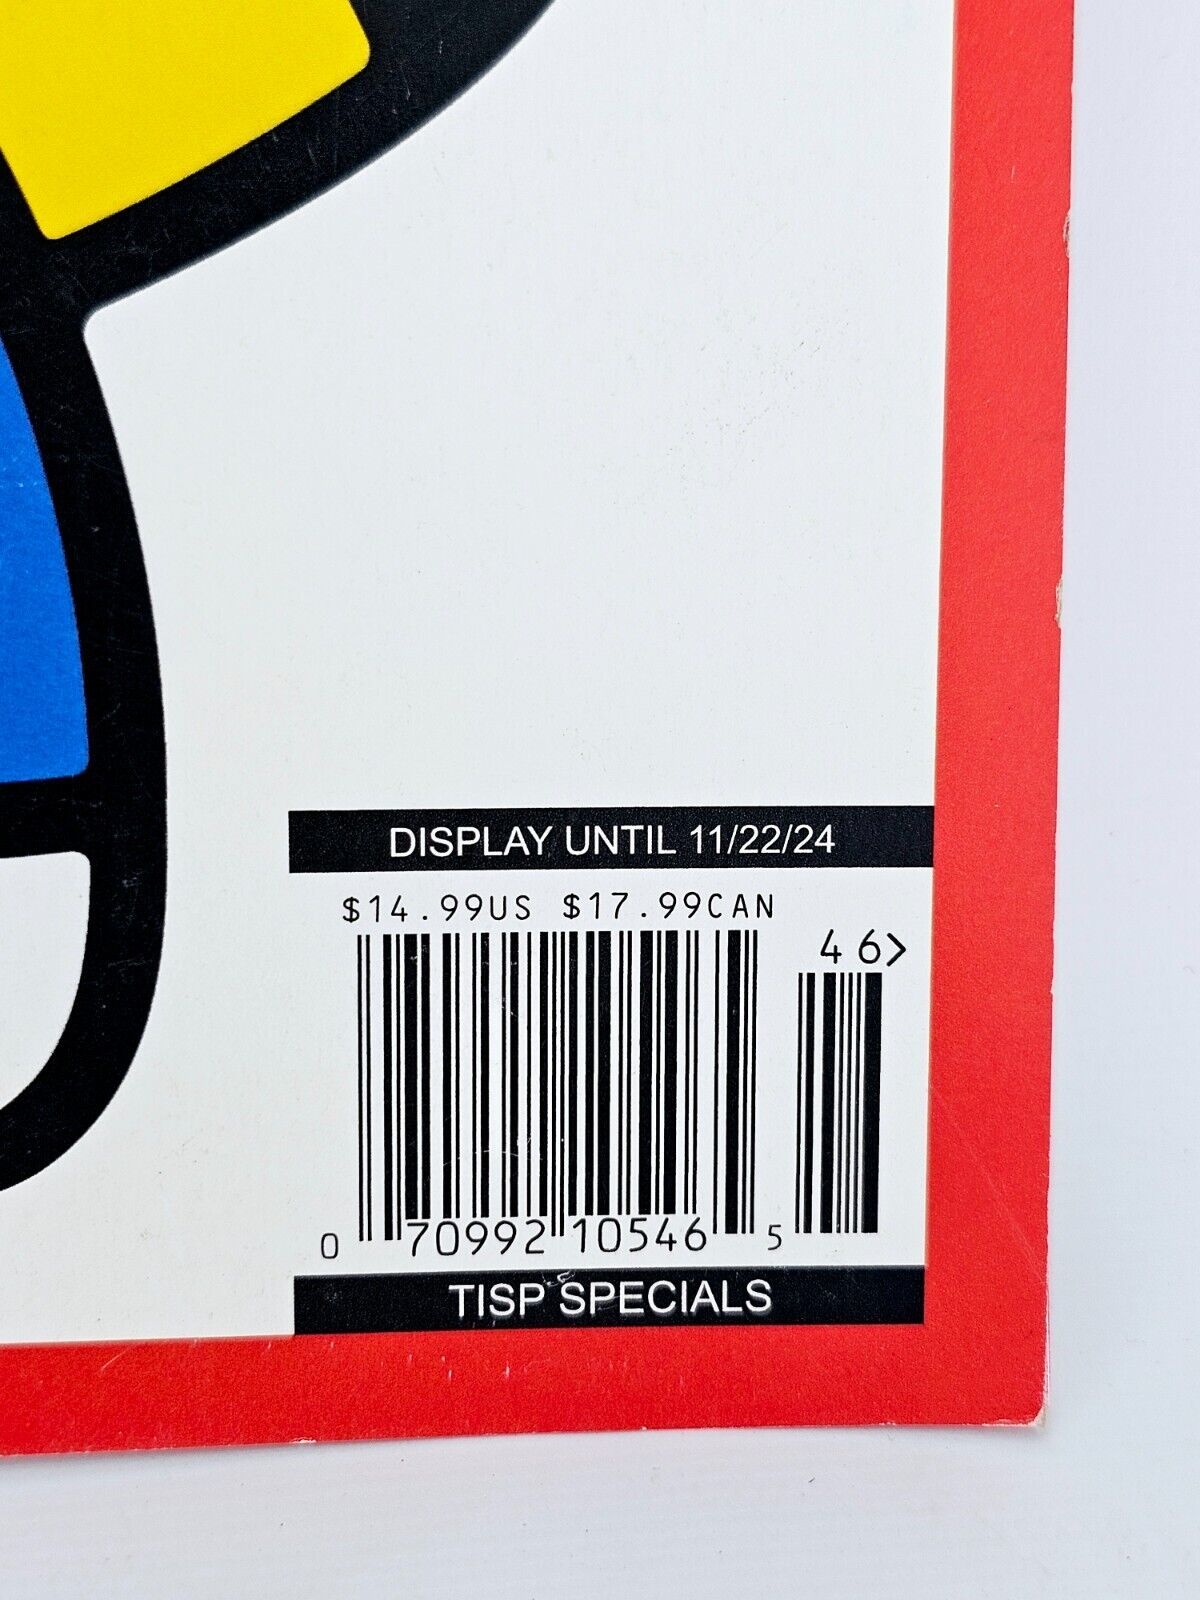 DISPLAY UNTIL 11/22/24
$14.99US $17.99CAN
46>
0 70992 10546 5
TISP SPECIALS